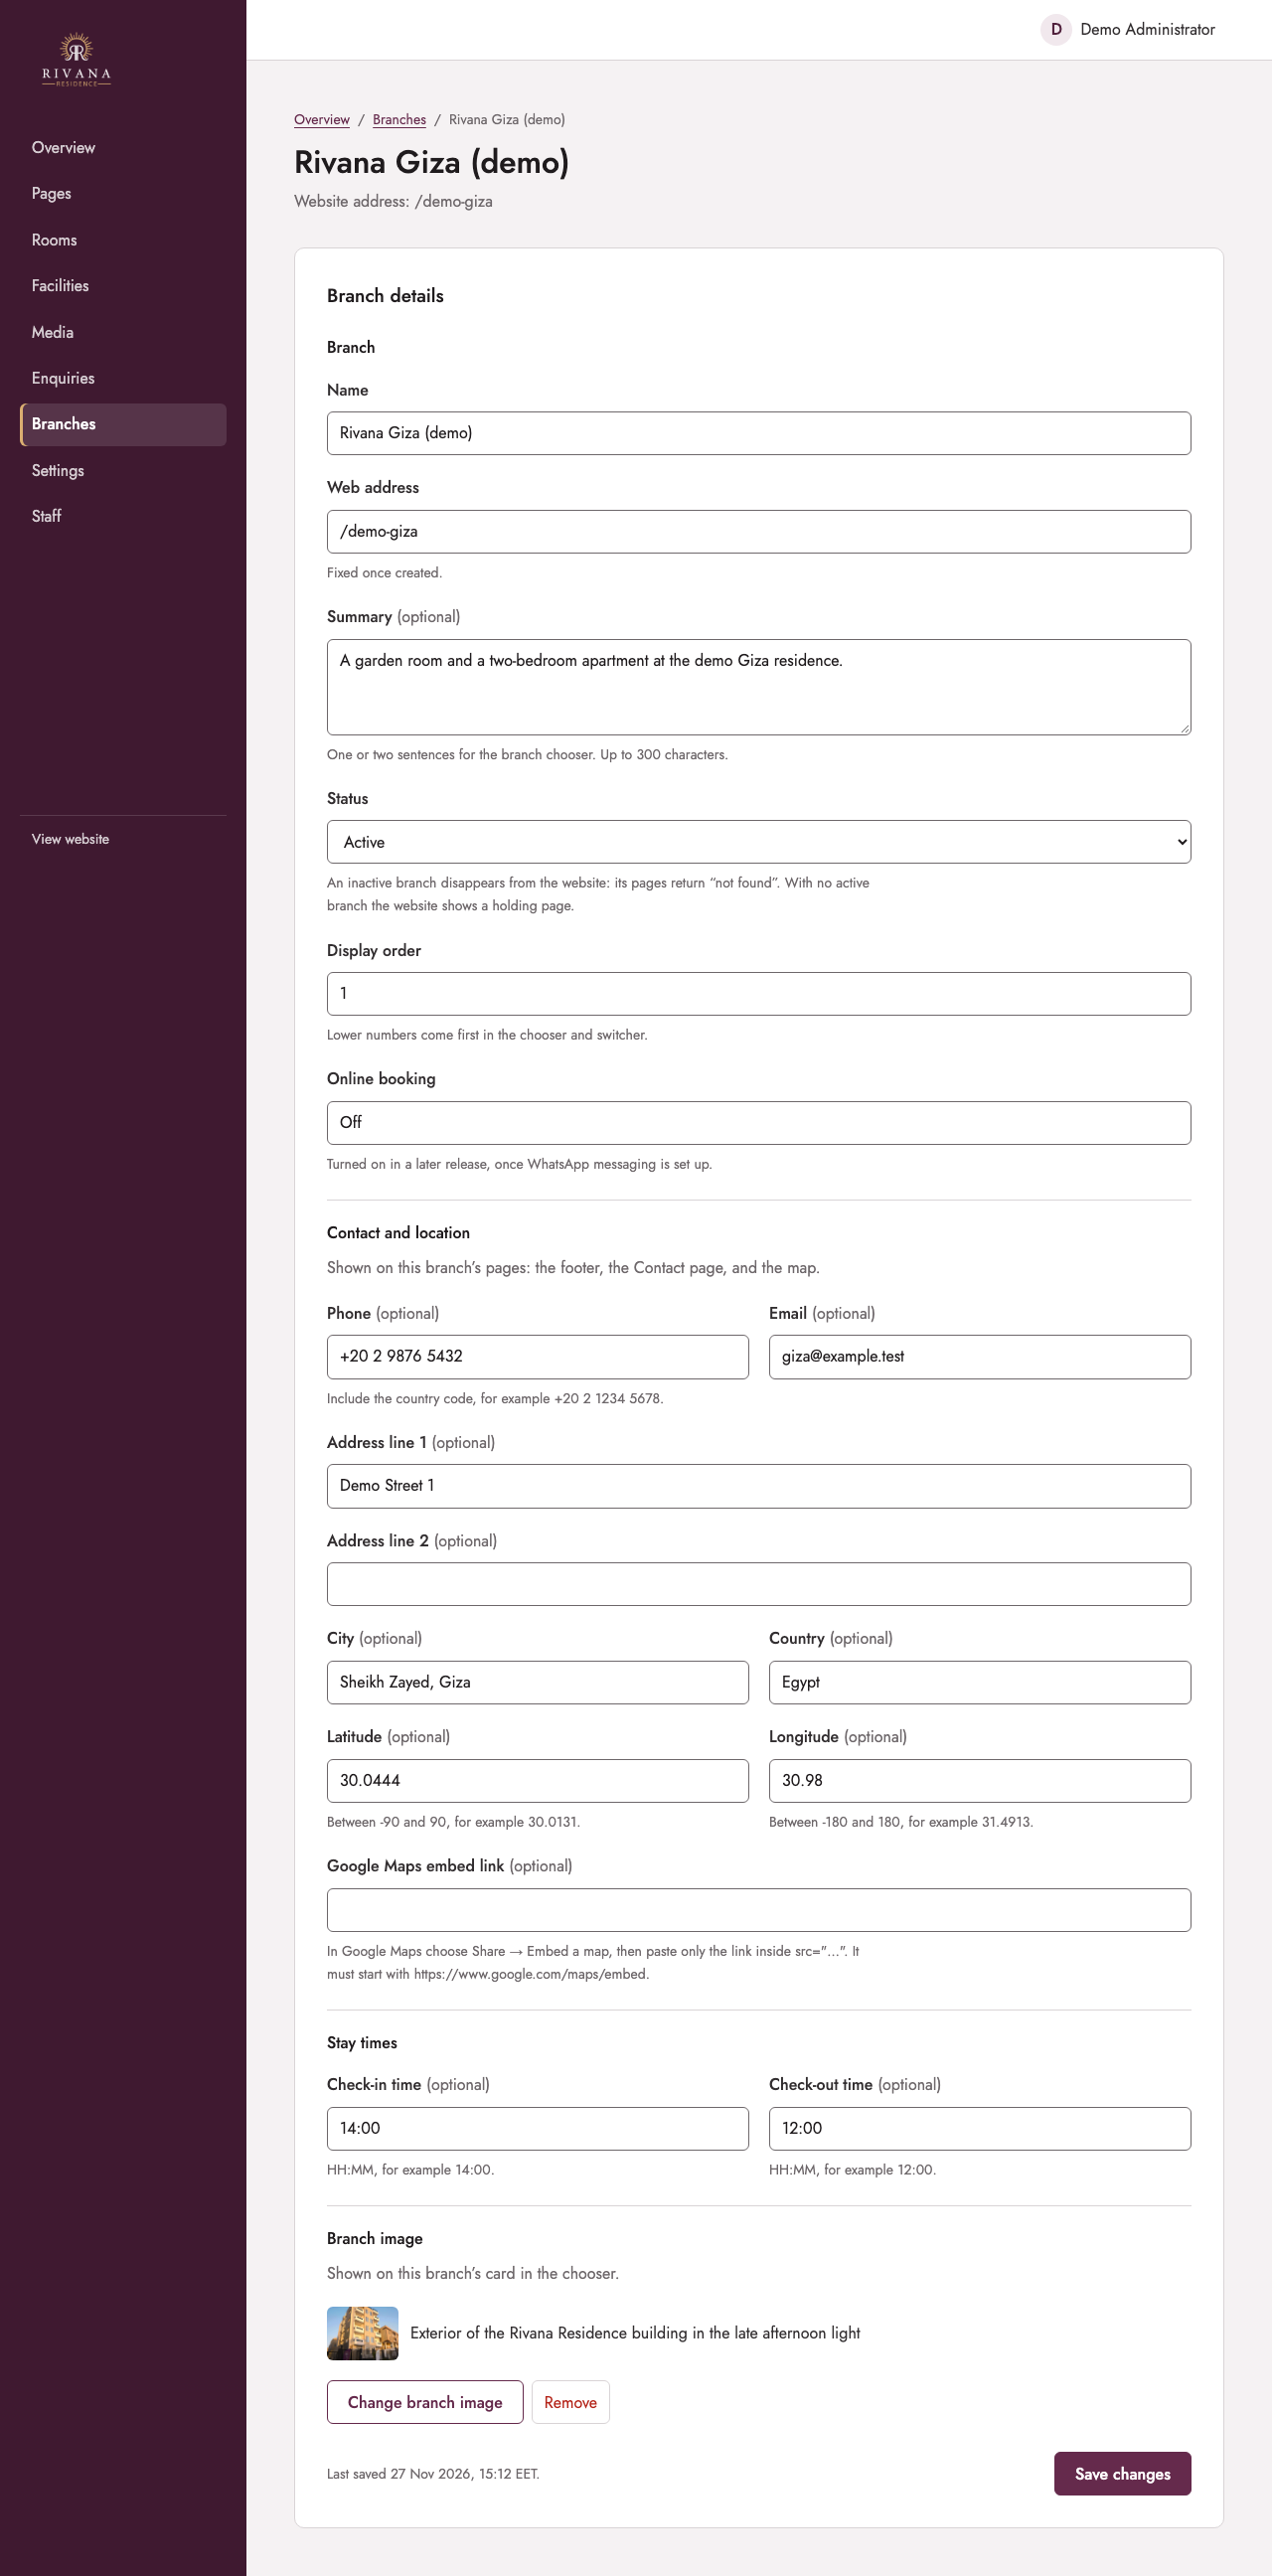 RIVANA
RESIDENCE
D Demo Administrator
Overview
Pages
Rooms
Facilities
Media
Enquiries
Branches
Settings
Staff
View website
Overview / Branches / Rivana Giza (demo)
Rivana Giza (demo)
Website address: /demo-giza
Branch details
Branch
Name
Rivana Giza (demo)
Web address
/demo-giza
Fixed once created.
Summary (optional)
A garden room and a two-bedroom apartment at the demo Giza residence.
One or two sentences for the branch chooser. Up to 300 characters.
Status
Active
An inactive branch disappears from the website: its pages return “not found”. With no active
branch the website shows a holding page.
Display order
1
Lower numbers come first in the chooser and switcher.
Online booking
Off
Turned on in a later release, once WhatsApp messaging is set up.
Contact and location
Shown on this branch’s pages: the footer, the Contact page, and the map.
Phone (optional) Email (optional)
+20 2 9876 5432 giza@example.test
Include the country code, for example +20 2 1234 5678.
Address line 1 (optional)
Demo Street 1
Address line 2 (optional)
City (optional) Country (optional)
Sheikh Zayed, Giza Egypt
Latitude (optional) Longitude (optional)
30.0444 30.98
Between -90 and 90, for example 30.0131. Between -180 and 180, for example 31.4913.
Google Maps embed link (optional)
In Google Maps choose Share → Embed a map, then paste only the link inside src="…". It
must start with https://www.google.com/maps/embed.
Stay times
Check-in time (optional) Check-out time (optional)
14:00 12:00
HH:MM, for example 14:00. HH:MM, for example 12:00.
Branch image
Shown on this branch’s card in the chooser.
Exterior of the Rivana Residence building in the late afternoon light
Change branch image Remove
Last saved 27 Nov 2026, 15:12 EET. Save changes